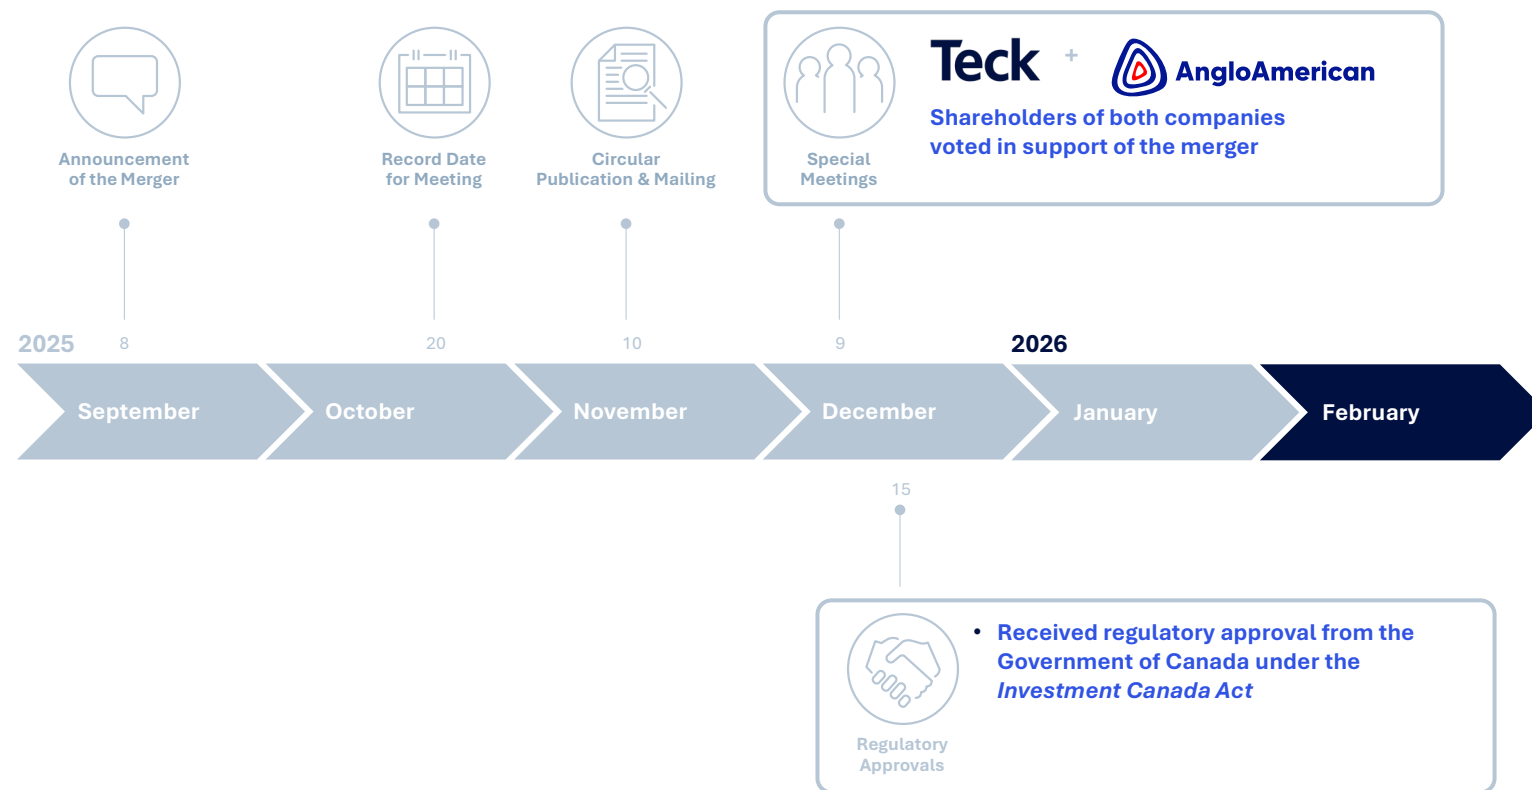 Teck + AngloAmerican
Shareholders of both companies
voted in support of the merger
Announcement
of the Merger
Record Date
for Meeting
Circular
Publication & Mailing
Special
Meetings
2025 8 20 10 9 2026
September October November December January February
15
Received regulatory approval from the
Government of Canada under the
Investment Canada Act
Regulatory
Approvals